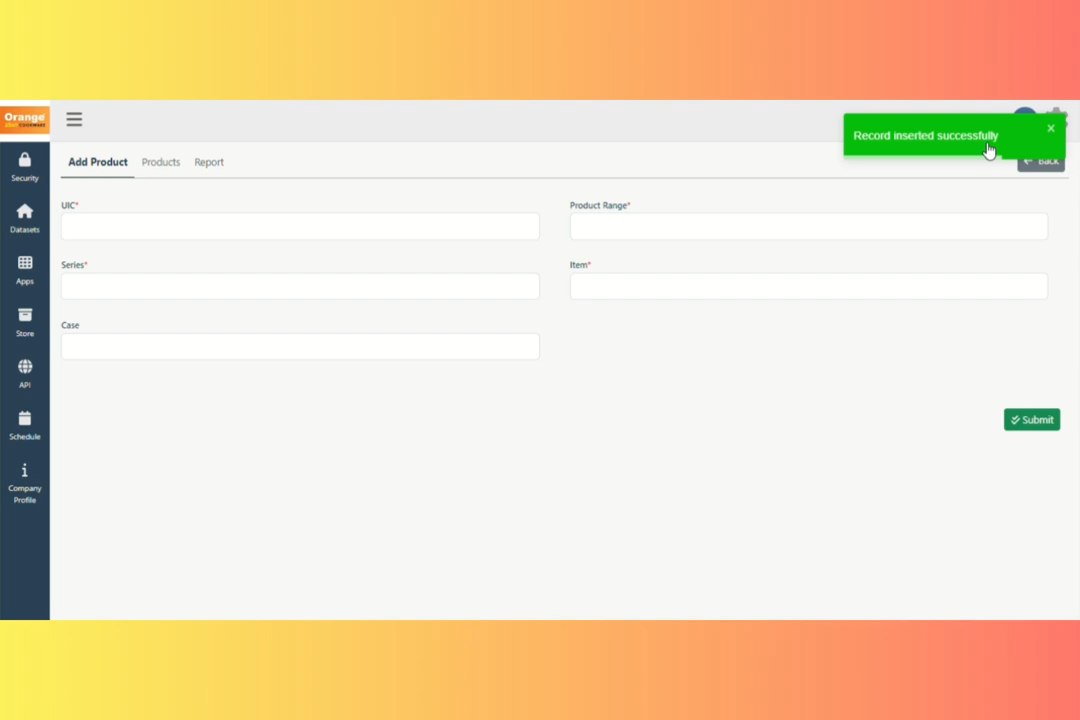 Orange
Record inserted successfully
×
Add Product
Products
Report
Back
Security
Datasets
Apps
Store
API
Schedule
Company
Profile
UIC*
Product Range*
Series*
Item*
Case
Submit